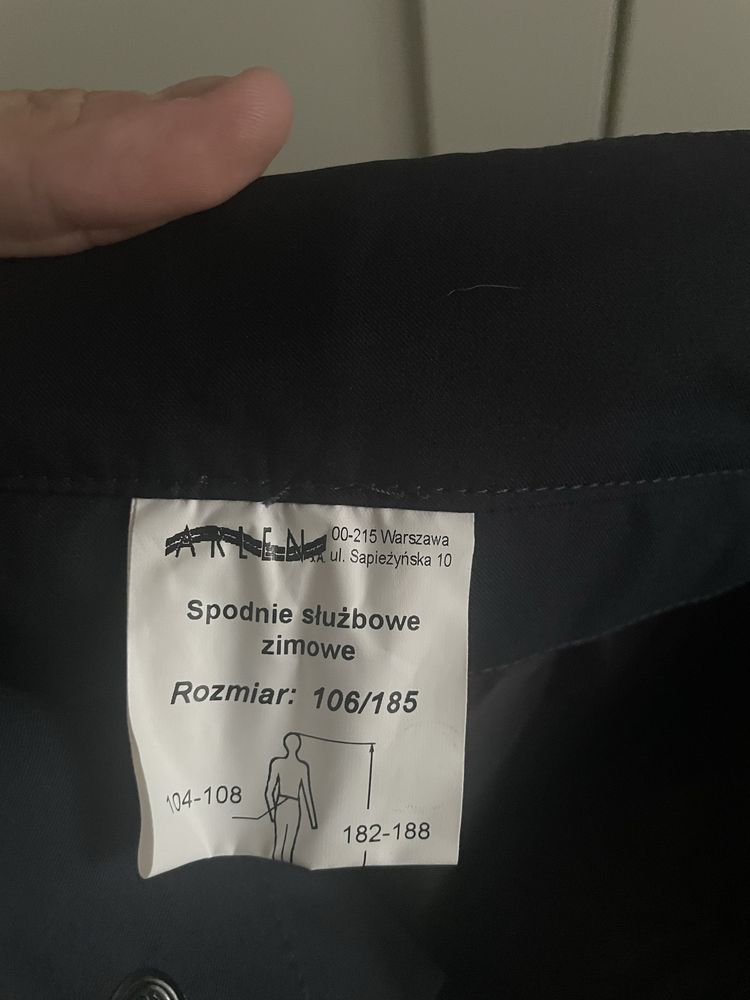 ARLEN S.A.
00-215 Warszawa
ul. Sapieżyńska 10
Spodnie służbowe
zimowe
Rozmiar: 106/185
104-108
182-188